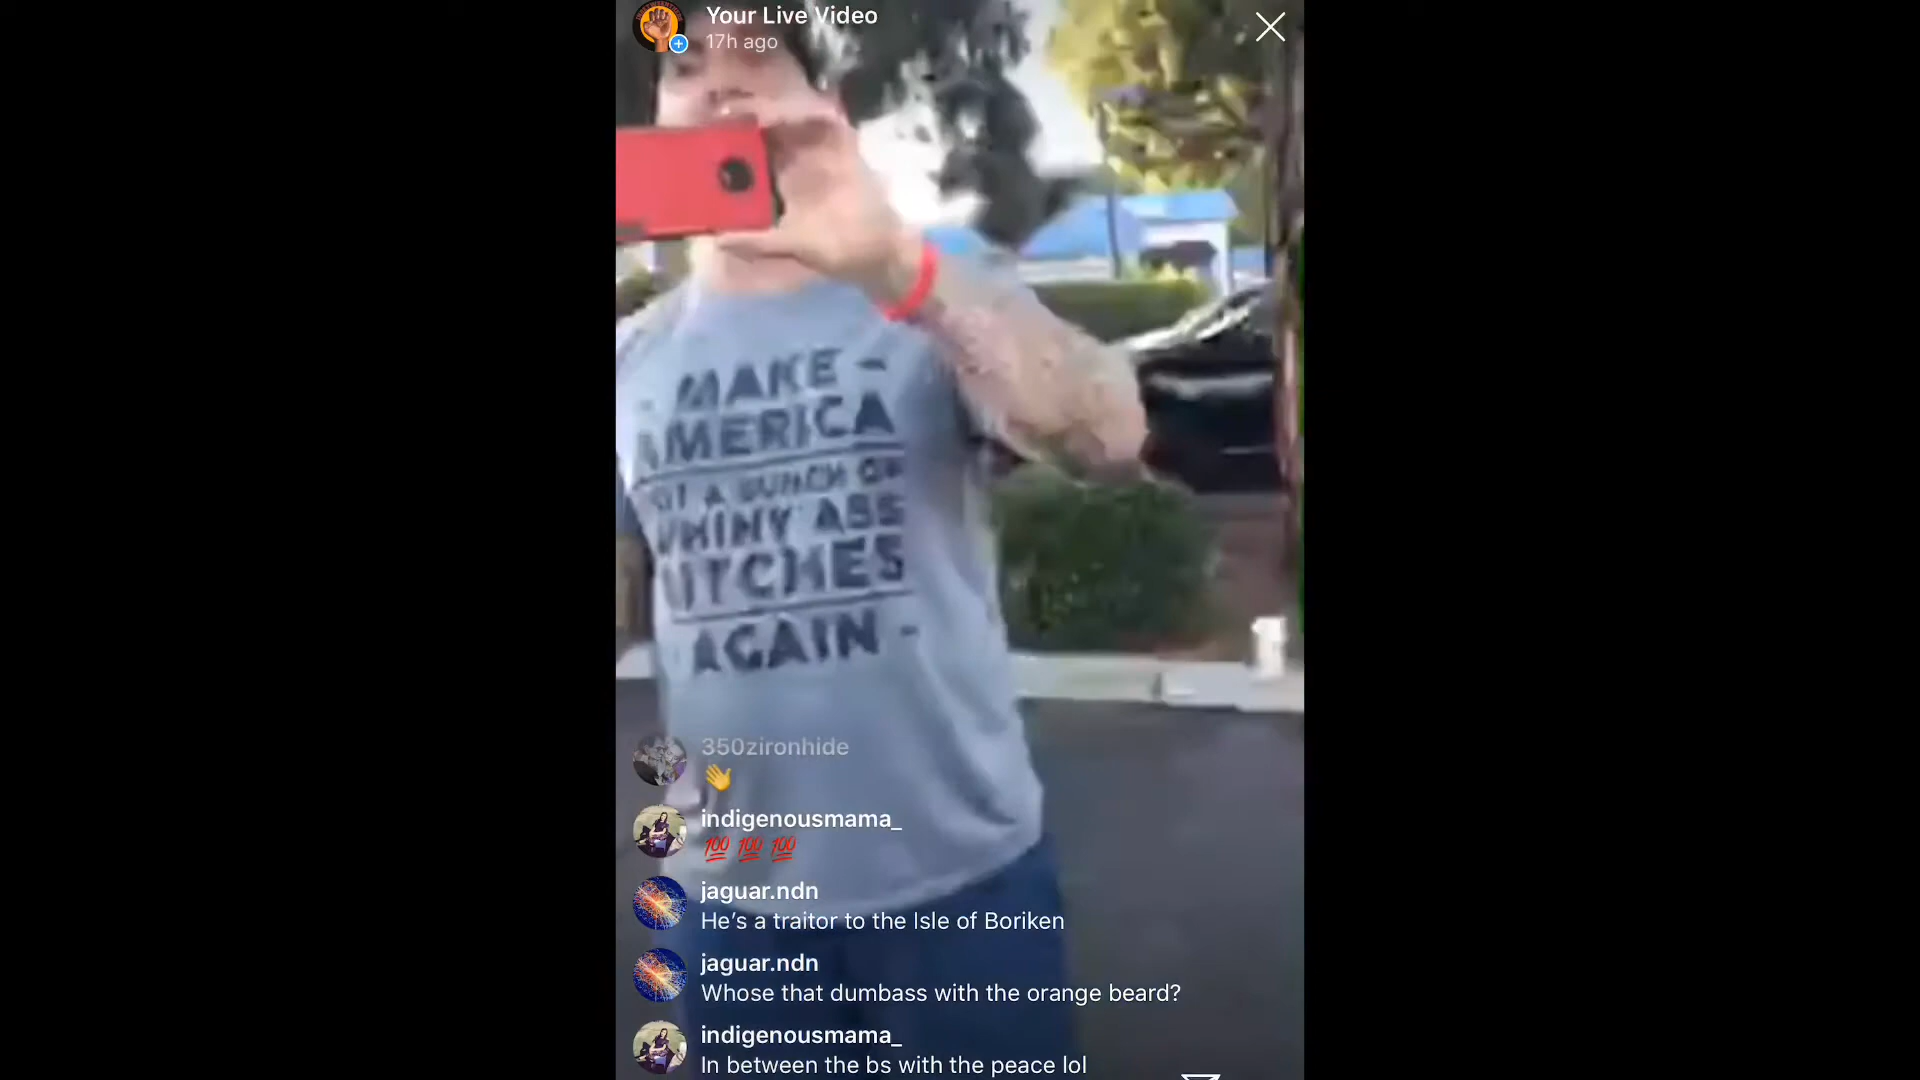 Your Live Video
17h ago
- MAKE -
AMERICA
A BUNCH OF
WHINY ASS
BITCHES
AGAIN -
350zironhide
👋
indigenousmama_
💯 💯 💯
jaguar.ndn
He’s a traitor to the Isle of Boriken
jaguar.ndn
Whose that dumbass with the orange beard?
indigenousmama_
In between the bs with the peace lol